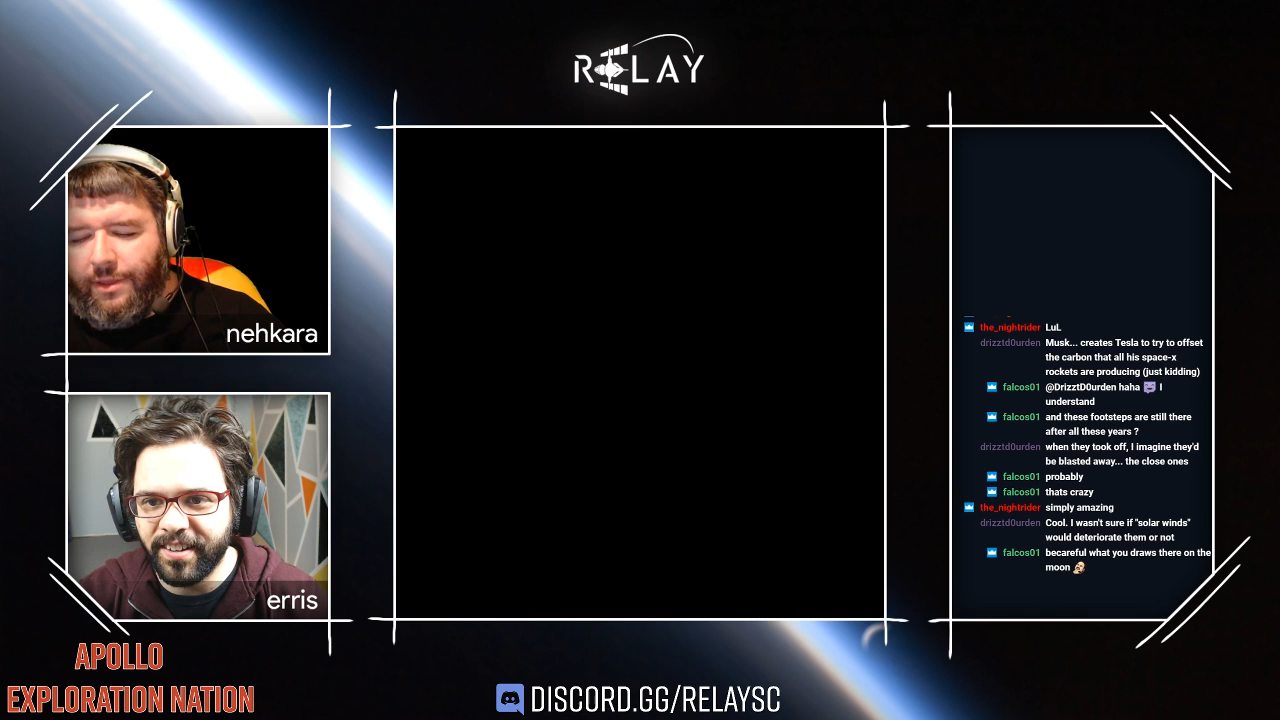 RELAY
nehkara
erris
the_nightrider LuL
drizztd0urden Musk... creates Tesla to try to offset
the carbon that all his space-x
rockets are producing (just kidding)
falcos01 @DrizztD0urden haha I
understand
falcos01 and these footsteps are still there
after all these years ?
drizztd0urden when they took off, I imagine they'd
be blasted away... the close ones
falcos01 probably
falcos01 thats crazy
the_nightrider simply amazing
drizztd0urden Cool. I wasn't sure if "solar winds"
would deteriorate them or not
falcos01 becareful what you draws there on the
moon
APOLLO
EXPLORATION NATION
DISCORD.GG/RELAYSC